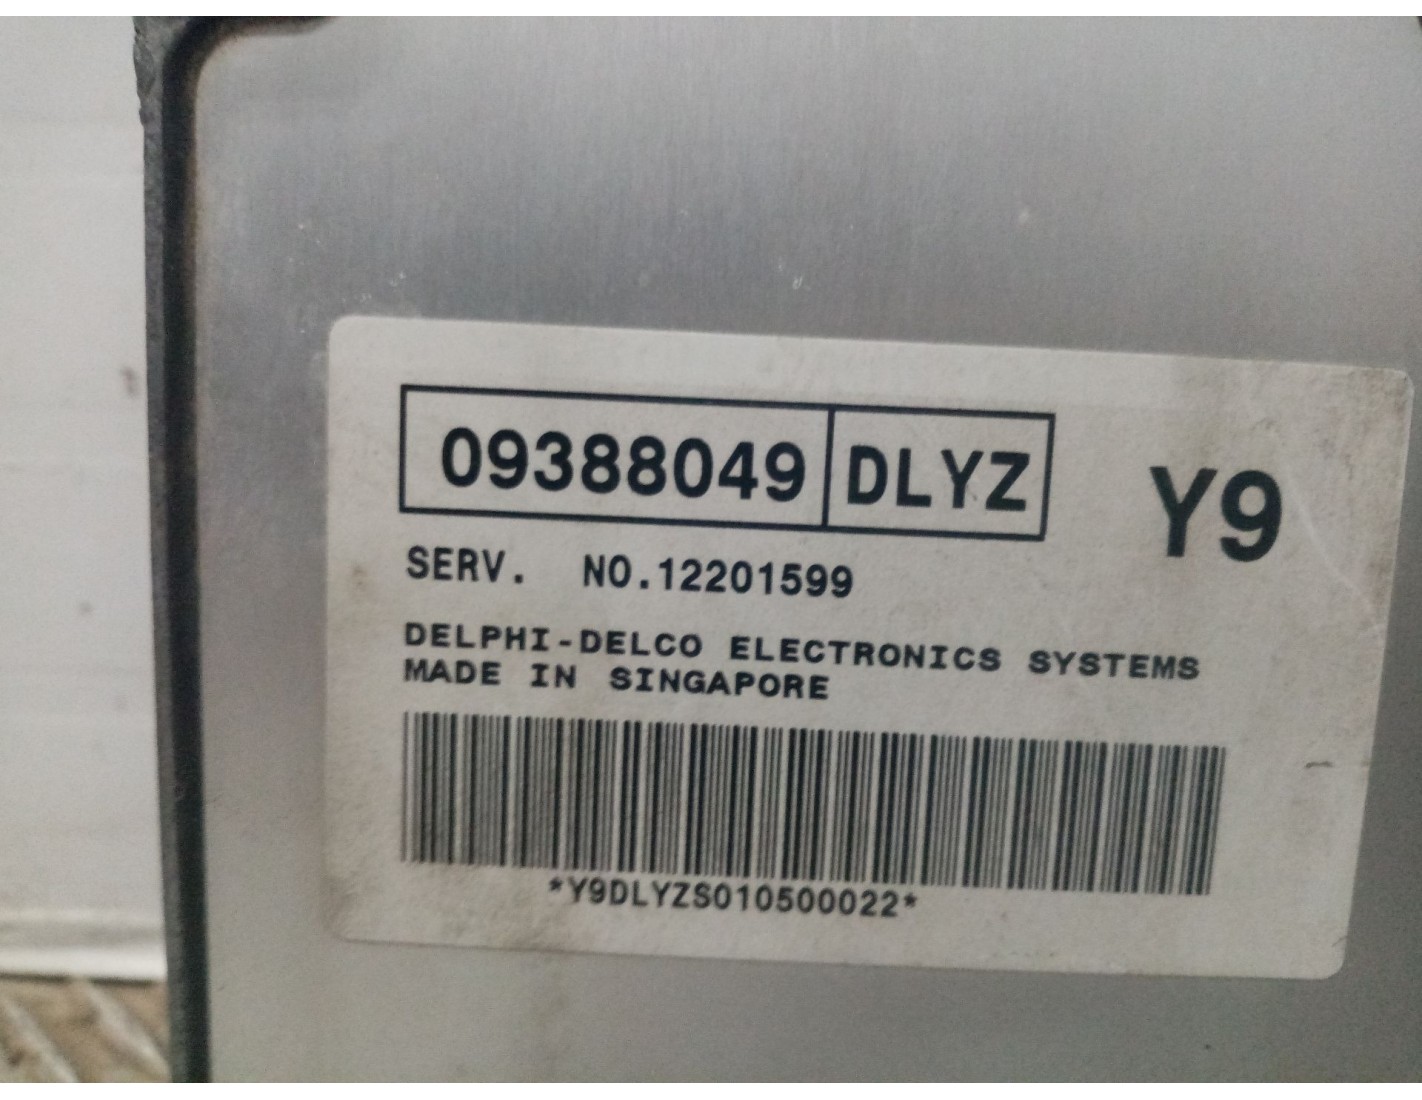 09388049 DLYZ Y9
SERV. NO.12201599
DELPHI-DELCO ELECTRONICS SYSTEMS
MADE IN SINGAPORE
*Y9DLYZS010500022*